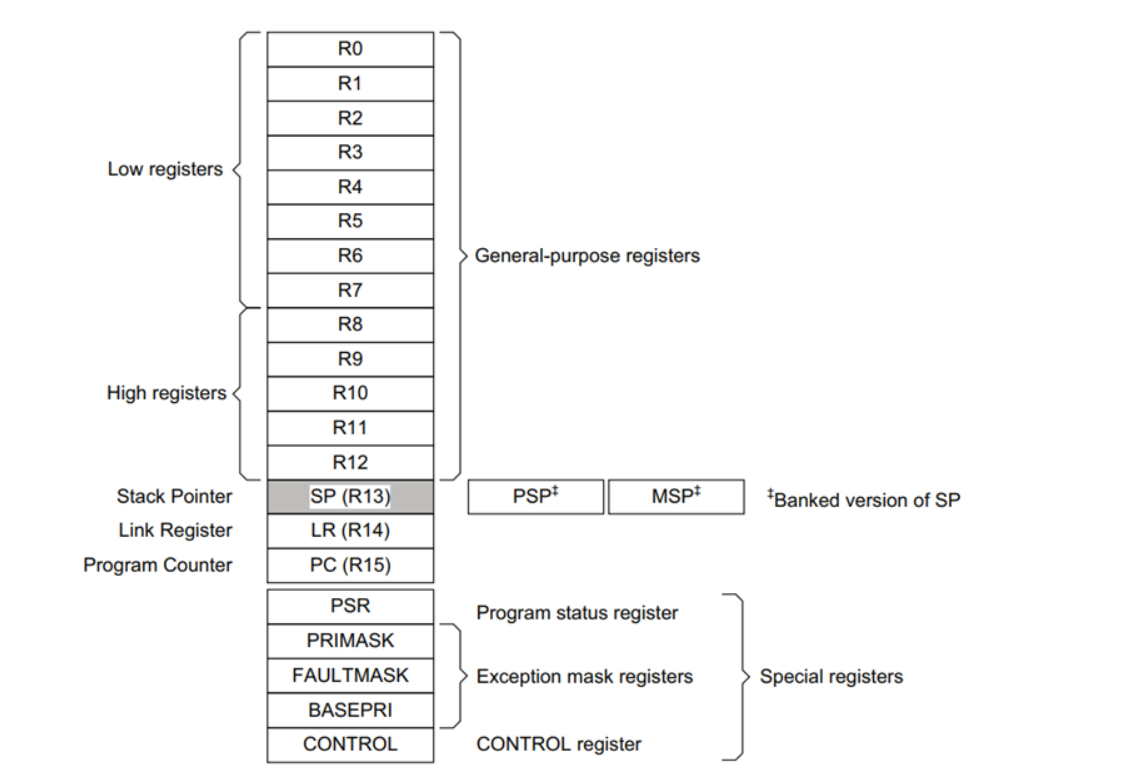 R0
R1
R2
R3
Low registers
R4
R5
R6
General-purpose registers
R7
R8
R9
High registers
R10
R11
R12
Stack Pointer SP (R13) PSP‡ MSP‡ ‡Banked version of SP
Link Register LR (R14)
Program Counter PC (R15)
PSR Program status register
PRIMASK
FAULTMASK Exception mask registers Special registers
BASEPRI
CONTROL CONTROL register